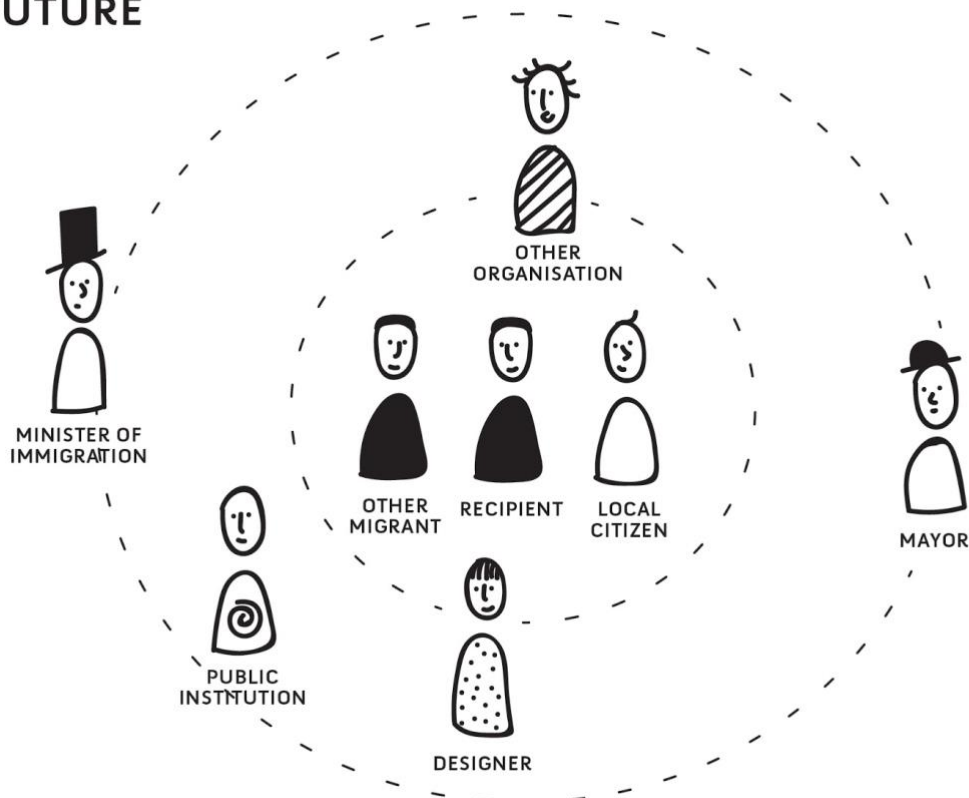 UTURE
OTHER
ORGANISATION
MINISTER OF
IMMIGRATION
OTHER
MIGRANT
RECIPIENT
LOCAL
CITIZEN
MAYOR
PUBLIC
INSTITUTION
DESIGNER